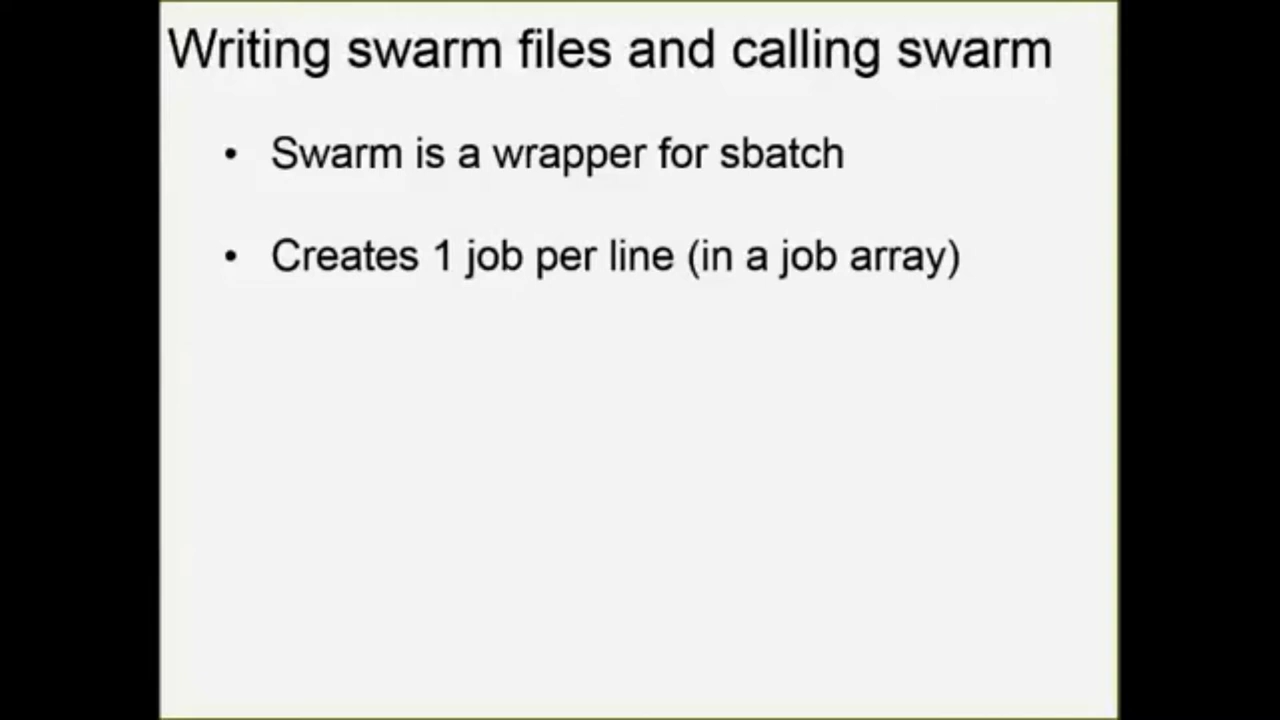 Writing swarm files and calling swarm
• Swarm is a wrapper for sbatch
• Creates 1 job per line (in a job array)